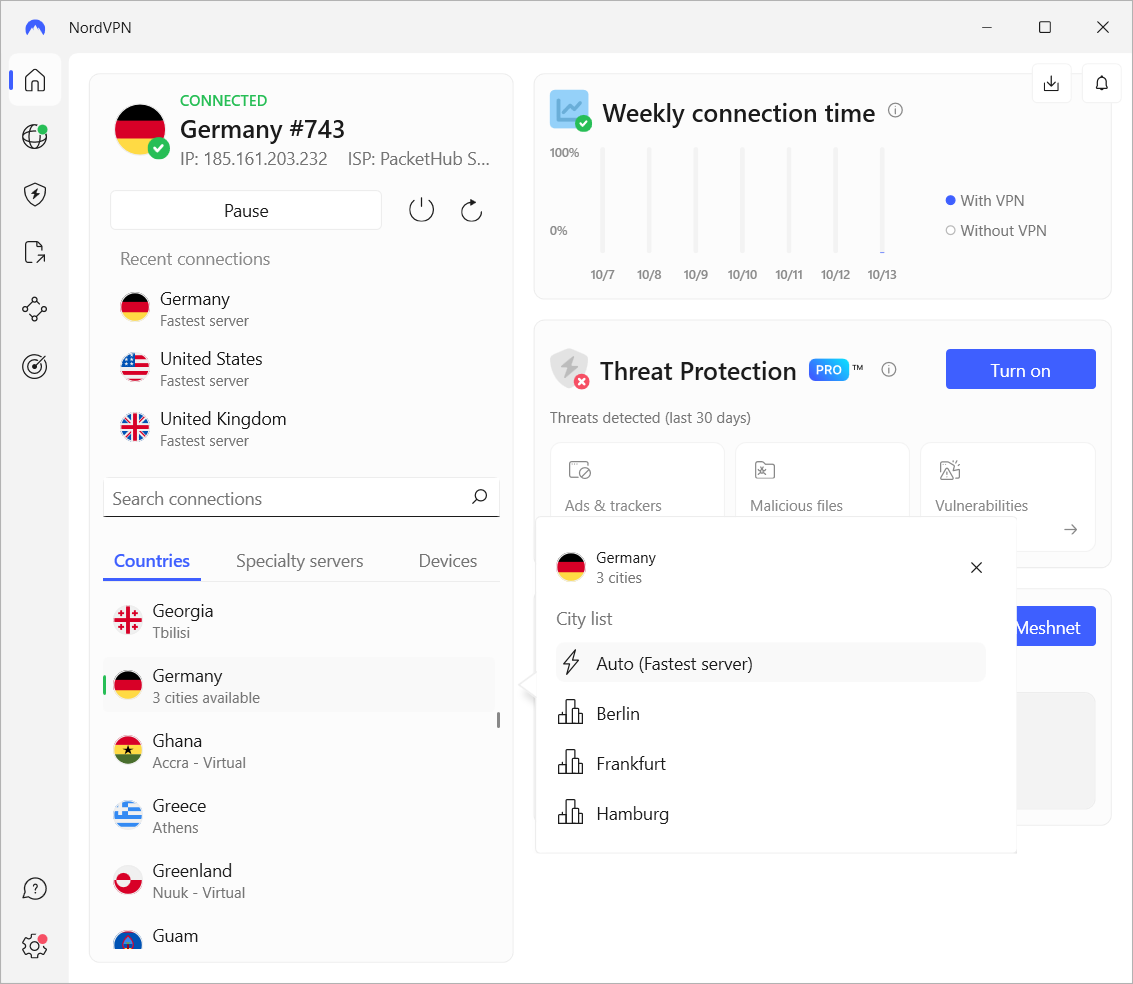 NordVPN
CONNECTED
Germany #743
IP: 185.161.203.232 ISP: PacketHub S...
Pause
Recent connections
Germany
Fastest server
United States
Fastest server
United Kingdom
Fastest server
Search connections
Countries Specialty servers Devices
Georgia
Tbilisi
Germany
3 cities available
Ghana
Accra - Virtual
Greece
Athens
Greenland
Nuuk - Virtual
Guam
Weekly connection time
100%
0%
10/7 10/8 10/9 10/10 10/11 10/12 10/13
With VPN
Without VPN
Threat Protection PRO ™
Turn on
Threats detected (last 30 days)
Ads & trackers
Malicious files
Vulnerabilities
Germany
3 cities
City list
Auto (Fastest server)
Berlin
Frankfurt
Hamburg
Meshnet